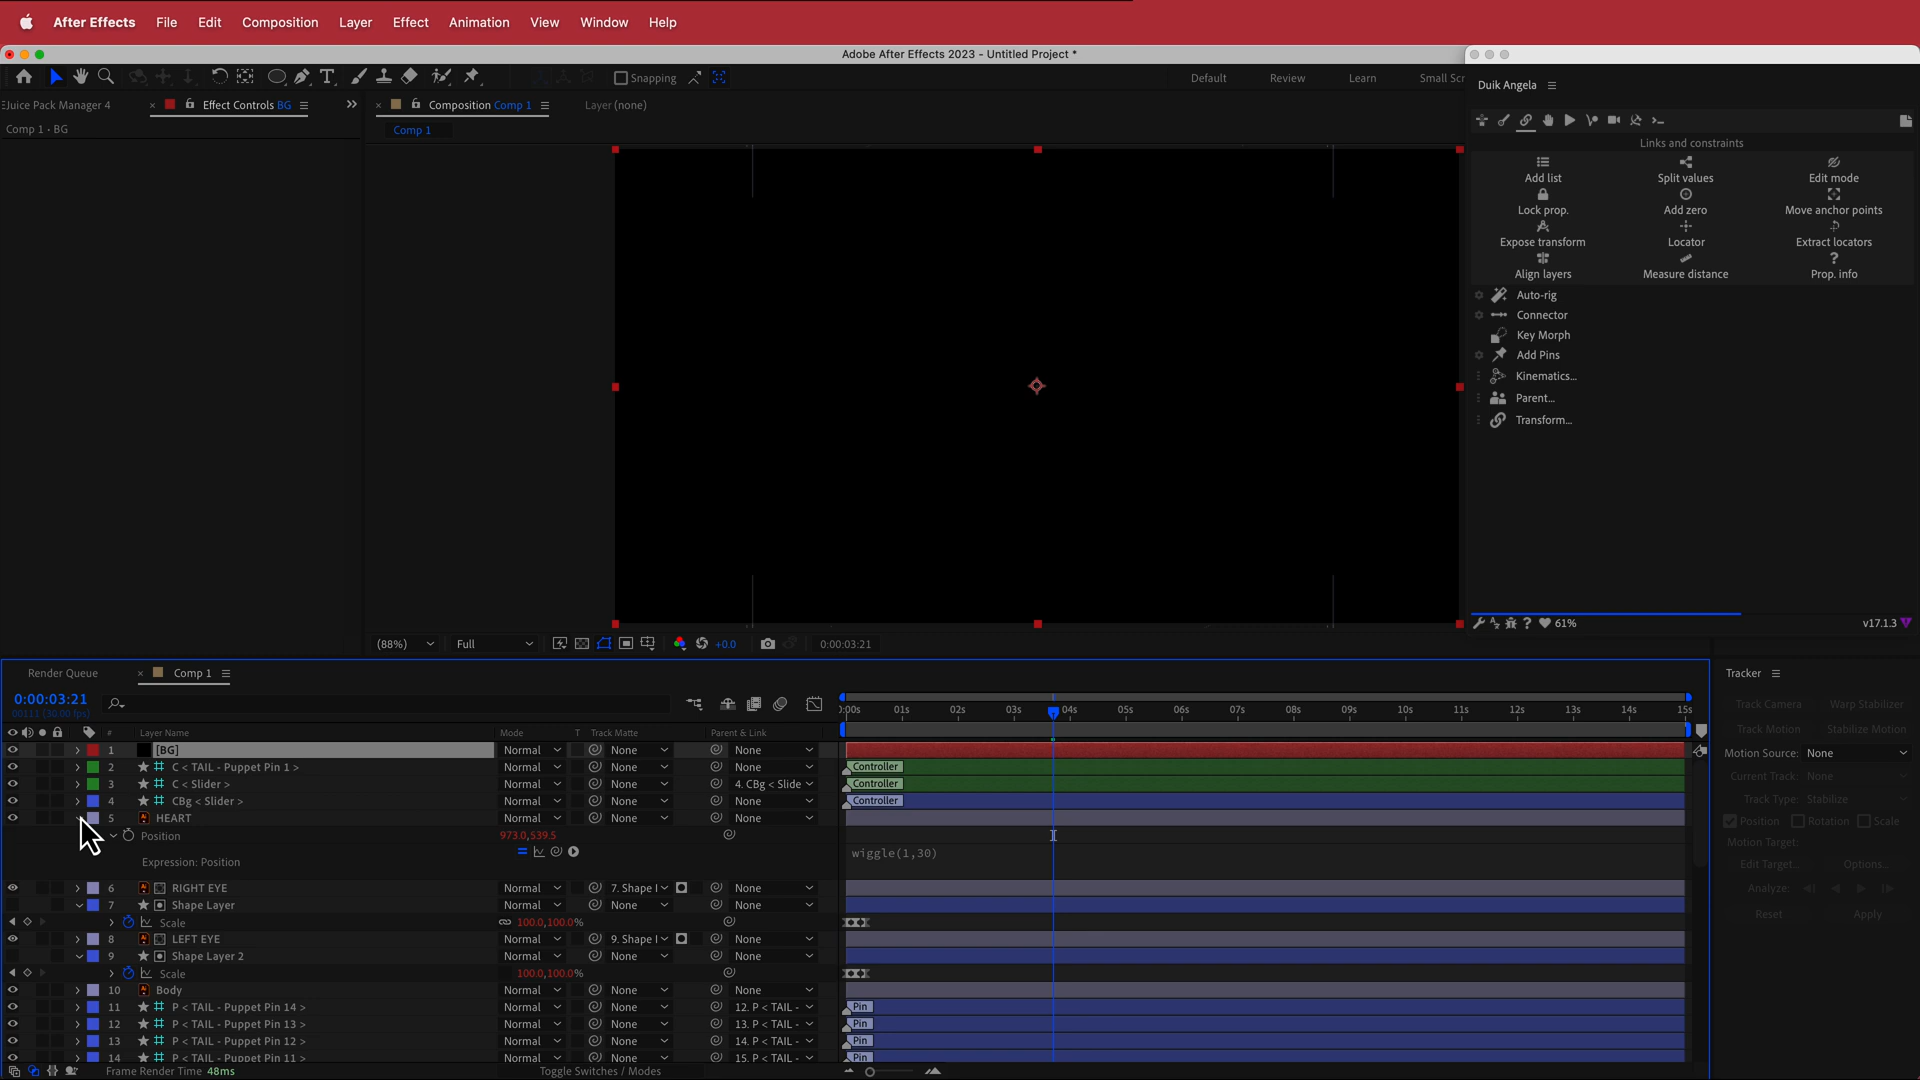 After Effects File Edit Composition Layer Effect Animation View Window Help
Adobe After Effects 2023 - Untitled Project *
Snapping Default Review Learn Small Scr
Duik Angela
Juice Pack Manager 4 Effect Controls BG Composition Comp 1 Layer (none)
Comp 1 • BG
Comp 1
Links and constraints
Add list Split values Edit mode
Lock prop. Add zero Move anchor points
Expose transform Locator Extract locators
Align layers Measure distance Prop. info
Auto-rig
Connector
Key Morph
Add Pins
Kinematics...
Parent...
Transform...
61% v17.1.3
(88%) Full +0.0 0:00:03:21
Render Queue Comp 1
Tracker
0:00:03:21
00111 (30.00 fps)
):00s 01s 02s 03s 04s 05s 06s 07s 08s 09s 10s 11s 12s 13s 14s 15s
Track Camera Warp Stabilizer
Track Motion Stabilize Motion
Motion Source: None
Current Track: None
Track Type: Stabilize
Position Rotation Scale
Motion Target:
Edit Target... Options...
Analyze:
Reset Apply
# Layer Name Mode T Track Matte Parent & Link
1 [BG] Normal None None
2 C < TAIL - Puppet Pin 1 > Normal None None Controller
3 C < Slider > Normal None 4. CBg < Slide Controller
4 CBg < Slider > Normal None None Controller
5 HEART Normal None None
Position 973.0,539.5
Expression: Position wiggle(1,30)
6 RIGHT EYE Normal 7. Shape l None
7 Shape Layer Normal None None
Scale 100.0,100.0%
8 LEFT EYE Normal 9. Shape l None
9 Shape Layer 2 Normal None None
Scale 100.0,100.0%
10 Body Normal None None
11 P < TAIL - Puppet Pin 14 > Normal None 12. P < TAIL - Pin
12 P < TAIL - Puppet Pin 13 > Normal None 13. P < TAIL - Pin
13 P < TAIL - Puppet Pin 12 > Normal None 14. P < TAIL - Pin
14 P < TAIL - Puppet Pin 11 > Normal None 15. P < TAIL - Pin
Frame Render Time 48ms Toggle Switches / Modes